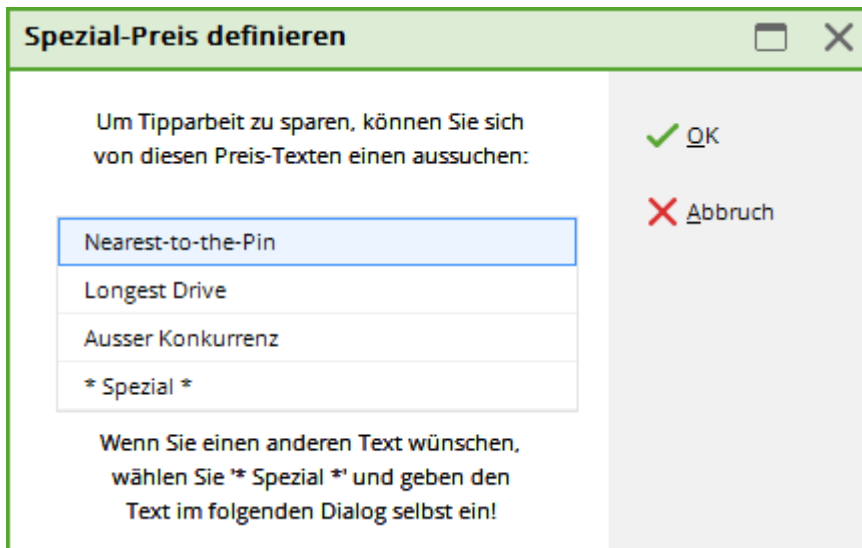 Spezial-Preis definieren
Um Tipparbeit zu sparen, können Sie sich
von diesen Preis-Texten einen aussuchen:
Nearest-to-the-Pin
Longest Drive
Ausser Konkurrenz
* Spezial *
Wenn Sie einen anderen Text wünschen,
wählen Sie '* Spezial *' und geben den
Text im folgenden Dialog selbst ein!
OK
Abbruch